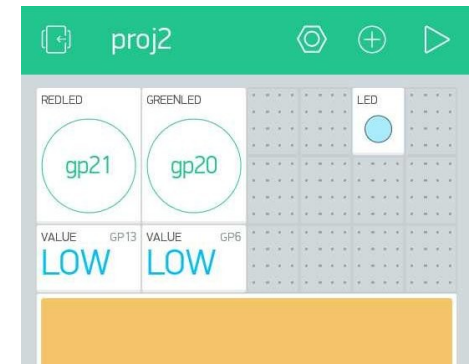 proj2
REDLED GREENLED LED
gp21 gp20
VALUE GP13 VALUE GP6
LOW LOW